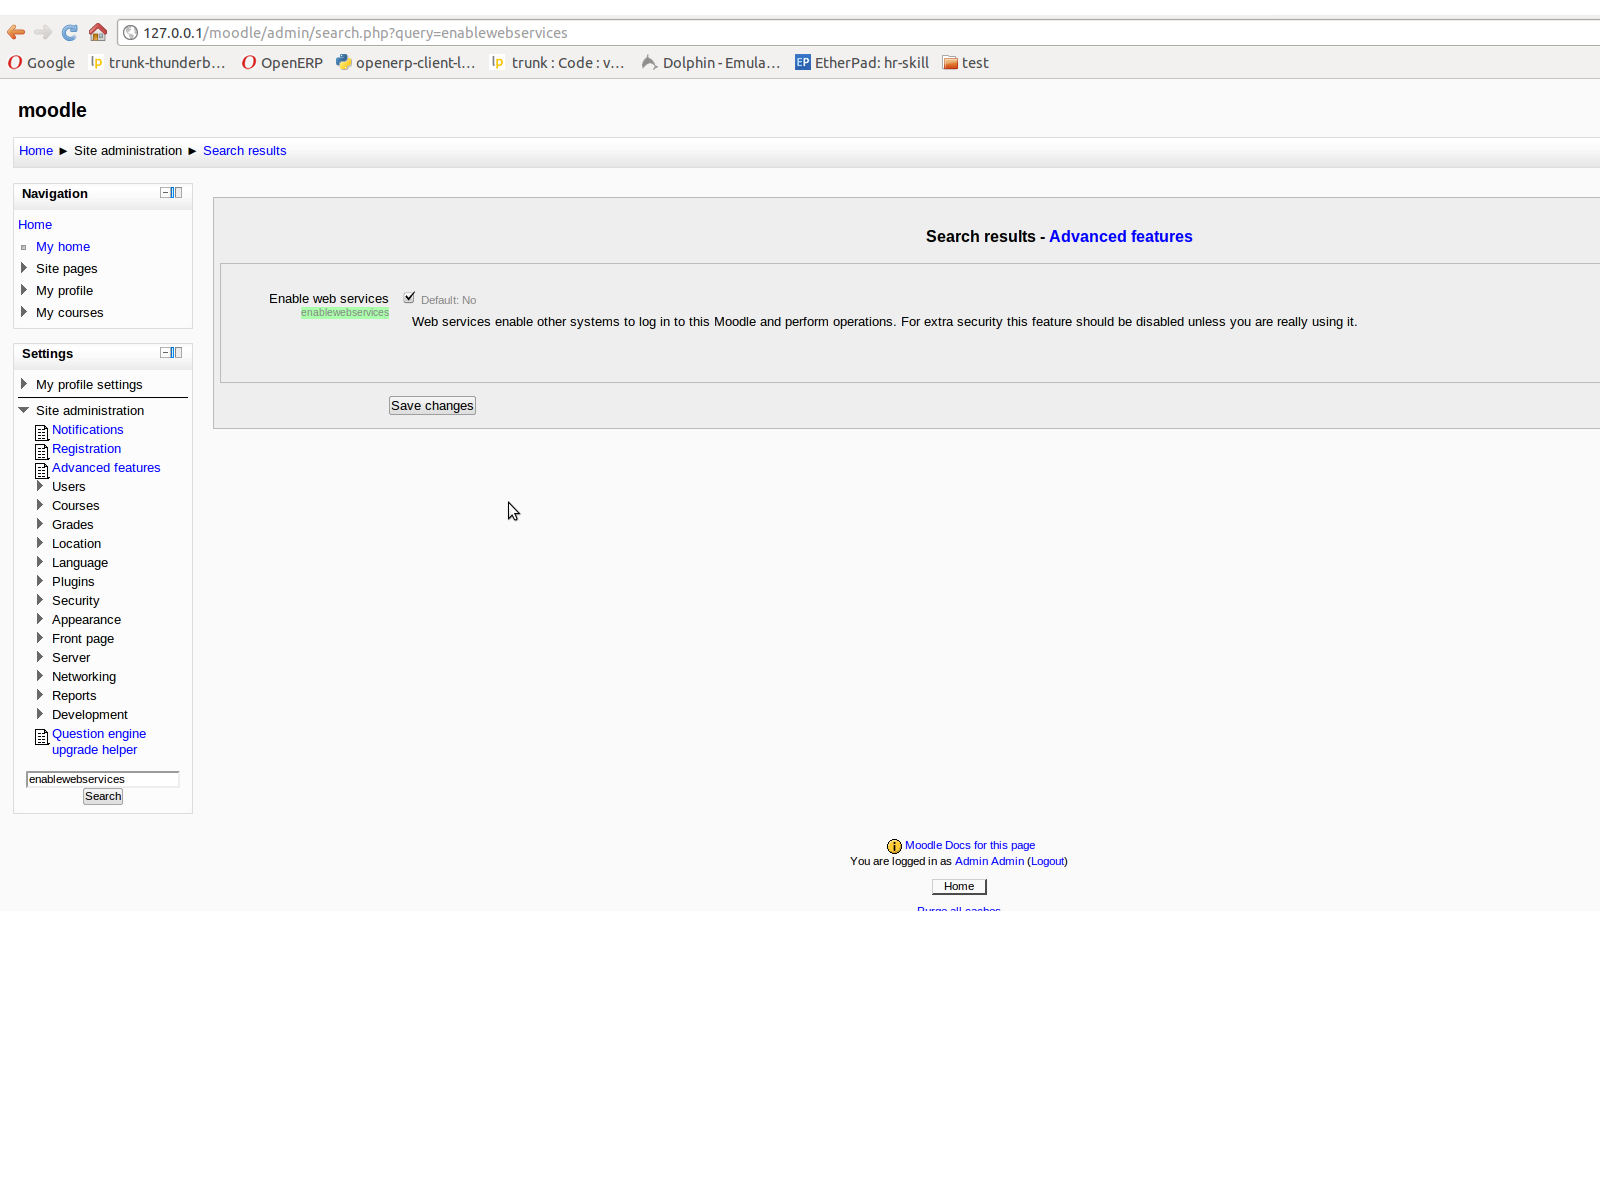 127.0.0.1/moodle/admin/search.php?query=enablewebservices
Google trunk-thunderb... OpenERP openerp-client-l... trunk : Code : v... Dolphin - Emula... EtherPad: hr-skill test
moodle
Home ► Site administration ► Search results
Navigation
Home
My home
Site pages
My profile
My courses
Settings
My profile settings
Site administration
Notifications
Registration
Advanced features
Users
Courses
Grades
Location
Language
Plugins
Security
Appearance
Front page
Server
Networking
Reports
Development
Question engine
upgrade helper
enablewebservices
Search
Search results - Advanced features
Enable web services Default: No
enablewebservices
Web services enable other systems to log in to this Moodle and perform operations. For extra security this feature should be disabled unless you are really using it.
Save changes
Moodle Docs for this page
You are logged in as Admin Admin (Logout)
Home
Purge all caches